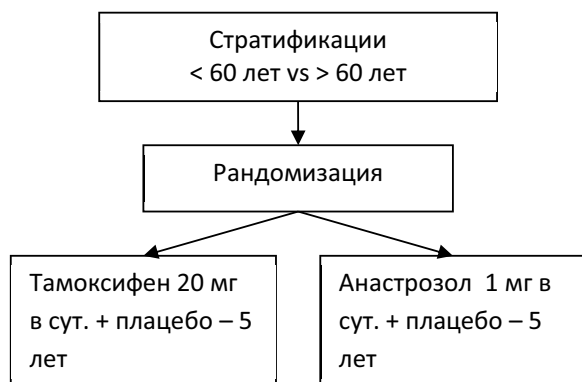 Стратификации
< 60 лет vs > 60 лет
Рандомизация
Тамоксифен 20 мг
в сут. + плацебо – 5
лет
Анастрозол 1 мг в
сут. + плацебо – 5
лет